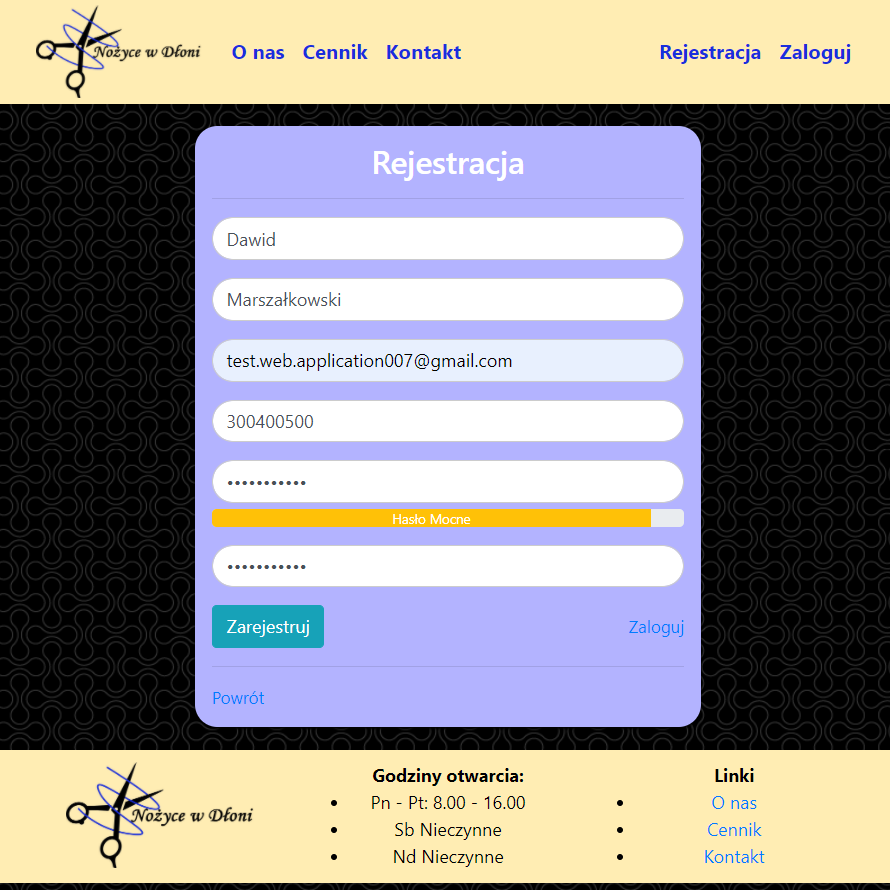 Nożyce w Dłoni O nas Cennik Kontakt Rejestracja Zaloguj
Rejestracja
Dawid
Marszałkowski
test.web.application007@gmail.com
300400500
•••••••••••
Hasło Mocne
•••••••••••
Zarejestruj Zaloguj
Powrót
Nożyce w Dłoni
Godziny otwarcia:
• Pn - Pt: 8.00 - 16.00
• Sb Nieczynne
• Nd Nieczynne
Linki
• O nas
• Cennik
• Kontakt